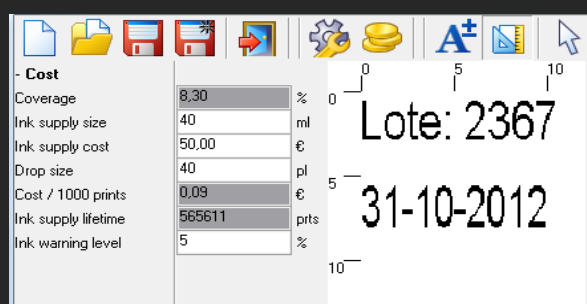 A±
- Cost
Coverage 8,30 %
Ink supply size 40 ml
Ink supply cost 50,00 €
Drop size 40 pl
Cost / 1000 prints 0,09 €
Ink supply lifetime 565611 prts
Ink warning level 5 %
0 5 10
0
5
10
Lote: 2367
31-10-2012